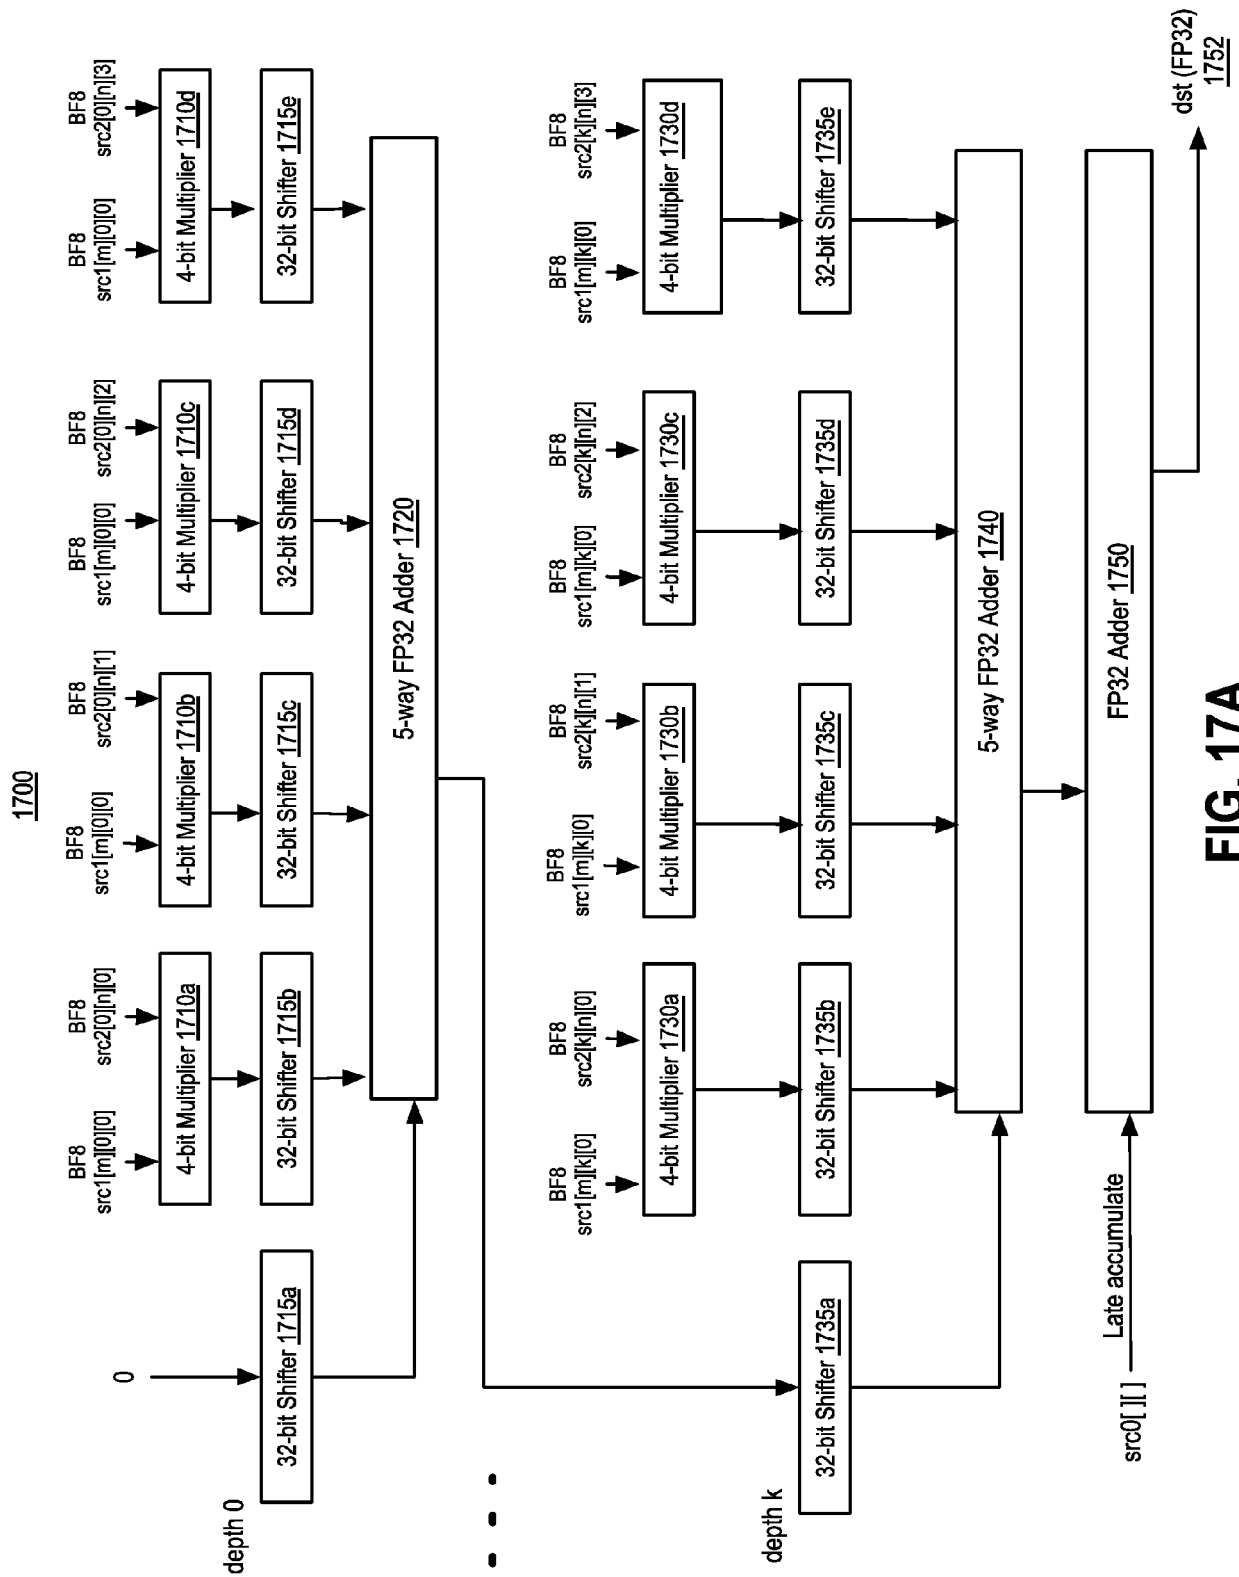 1700
BF8
src1[m][0][0]
BF8
src2[0][n][0]
BF8
src1[m][0][0]
BF8
src2[0][n][1]
BF8
src1[m][0][0]
BF8
src2[0][n][2]
BF8
src1[m][0][0]
BF8
src2[0][n][3]
0
4-bit Multiplier 1710a
4-bit Multiplier 1710b
4-bit Multiplier 1710c
4-bit Multiplier 1710d
depth 0
32-bit Shifter 1715a
32-bit Shifter 1715b
32-bit Shifter 1715c
32-bit Shifter 1715d
32-bit Shifter 1715e
5-way FP32 Adder 1720
BF8
src1[m][k][0]
BF8
src2[k][n][0]
BF8
src1[m][k][0]
BF8
src2[k][n][1]
BF8
src1[m][k][0]
BF8
src2[k][n][2]
BF8
src1[m][k][0]
BF8
src2[k][n][3]
4-bit Multiplier 1730a
4-bit Multiplier 1730b
4-bit Multiplier 1730c
4-bit Multiplier 1730d
depth k
32-bit Shifter 1735a
32-bit Shifter 1735b
32-bit Shifter 1735c
32-bit Shifter 1735d
32-bit Shifter 1735e
5-way FP32 Adder 1740
src0[ ][ ]
Late accumulate
FP32 Adder 1750
dst (FP32)
1752
FIG. 17A